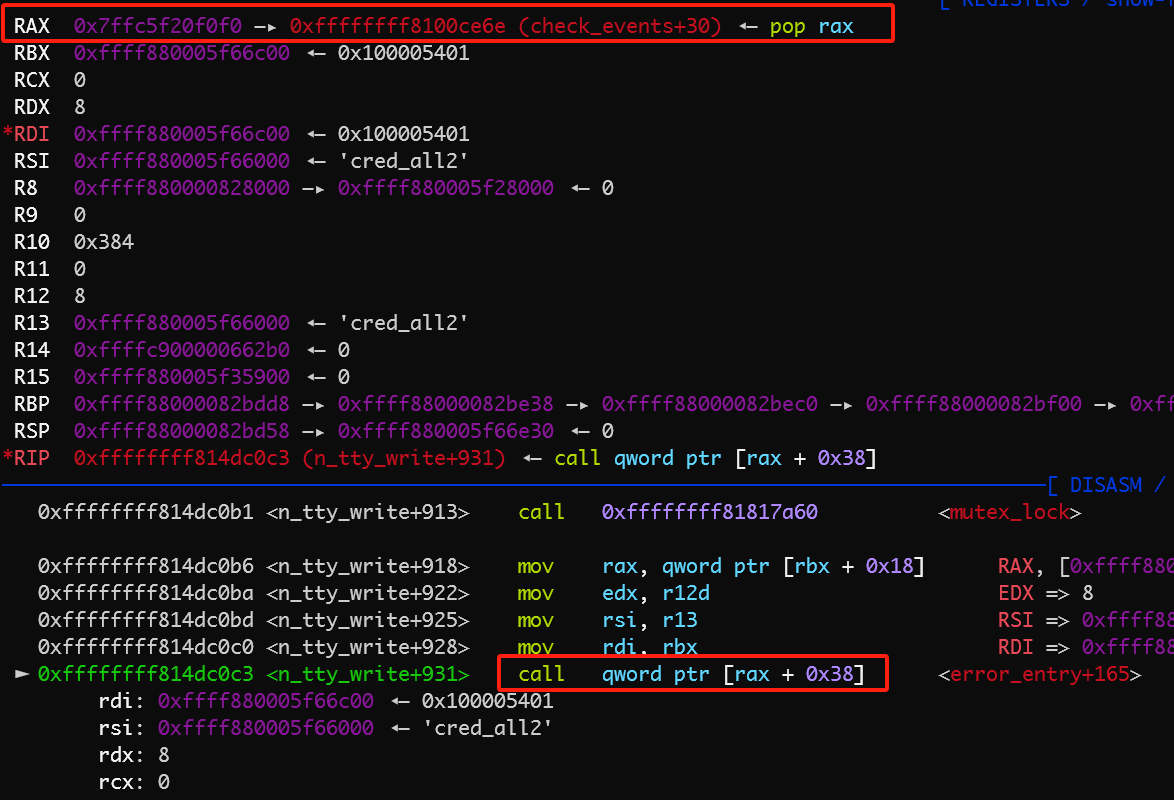 [ REGISTERS / show-f
RAX 0x7ffc5f20f0f0 —▸ 0xffffffff8100ce6e (check_events+30) ◂— pop rax
RBX 0xffff880005f66c00 ◂— 0x100005401
RCX 0
RDX 8
*RDI 0xffff880005f66c00 ◂— 0x100005401
RSI 0xffff880005f66000 ◂— 'cred_all2'
R8 0xffff880000828000 —▸ 0xffff880005f28000 ◂— 0
R9 0
R10 0x384
R11 0
R12 8
R13 0xffff880005f66000 ◂— 'cred_all2'
R14 0xffffc900000662b0 ◂— 0
R15 0xffff880005f35900 ◂— 0
RBP 0xffff88000082bdd8 —▸ 0xffff88000082be38 —▸ 0xffff88000082bec0 —▸ 0xffff88000082bf00 —▸ 0xff
RSP 0xffff88000082bd58 —▸ 0xffff880005f66e30 ◂— 0
*RIP 0xffffffff814dc0c3 (n_tty_write+931) ◂— call qword ptr [rax + 0x38]
[ DISASM /
0xffffffff814dc0b1 <n_tty_write+913> call 0xffffffff81817a60 <mutex_lock>
0xffffffff814dc0b6 <n_tty_write+918> mov rax, qword ptr [rbx + 0x18] RAX, [0xffff880
0xffffffff814dc0ba <n_tty_write+922> mov edx, r12d EDX => 8
0xffffffff814dc0bd <n_tty_write+925> mov rsi, r13 RSI => 0xffff88
0xffffffff814dc0c0 <n_tty_write+928> mov rdi, rbx RDI => 0xffff88
► 0xffffffff814dc0c3 <n_tty_write+931> call qword ptr [rax + 0x38] <error_entry+165>
rdi: 0xffff880005f66c00 ◂— 0x100005401
rsi: 0xffff880005f66000 ◂— 'cred_all2'
rdx: 8
rcx: 0